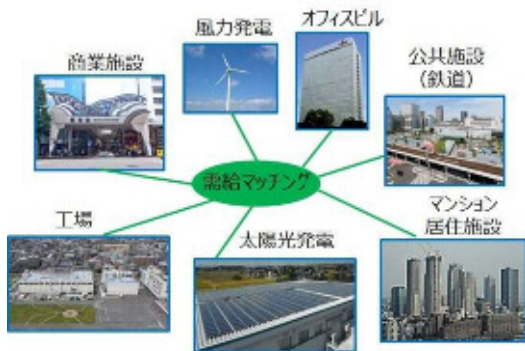 風力発電
オフィスビル
商業施設
公共施設
(鉄道)
需給マッチング
工場
太陽光発電
マンション
居住施設